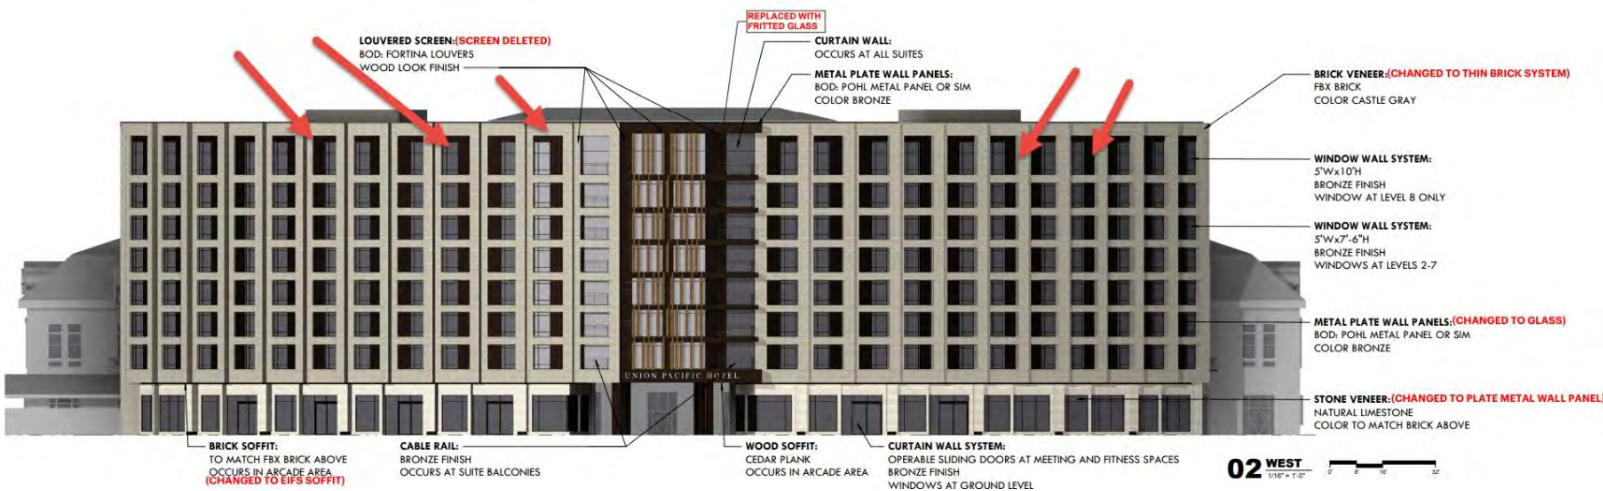 REPLACED WITH
FRITTED GLASS
LOUVERED SCREEN:(SCREEN DELETED)
BOD: FORTINA LOUVERS
WOOD LOOK FINISH
CURTAIN WALL:
OCCURS AT ALL SUITES
METAL PLATE WALL PANELS:
BOD: POHL METAL PANEL OR SIM
COLOR BRONZE
BRICK VENEER:(CHANGED TO THIN BRICK SYSTEM)
FBX BRICK
COLOR CASTLE GRAY
WINDOW WALL SYSTEM:
5'Wx10'H
BRONZE FINISH
WINDOW AT LEVEL 8 ONLY
WINDOW WALL SYSTEM:
5'Wx7'-6"H
BRONZE FINISH
WINDOWS AT LEVELS 2-7
METAL PLATE WALL PANELS:(CHANGED TO GLASS)
BOD: POHL METAL PANEL OR SIM
COLOR BRONZE
UNION PACIFIC HOTEL
STONE VENEER:(CHANGED TO PLATE METAL WALL PANEL)
NATURAL LIMESTONE
COLOR TO MATCH BRICK ABOVE
BRICK SOFFIT:
TO MATCH FBX BRICK ABOVE
OCCURS IN ARCADE AREA
(CHANGED TO EIFS SOFFIT)
CABLE RAIL:
BRONZE FINISH
OCCURS AT SUITE BALCONIES
WOOD SOFFIT:
CEDAR PLANK
OCCURS IN ARCADE AREA
CURTAIN WALL SYSTEM:
OPERABLE SLIDING DOORS AT MEETING AND FITNESS SPACES
BRONZE FINISH
WINDOWS AT GROUND LEVEL
02 WEST
1/16" = 1'-0"
0' 8' 16' 32'